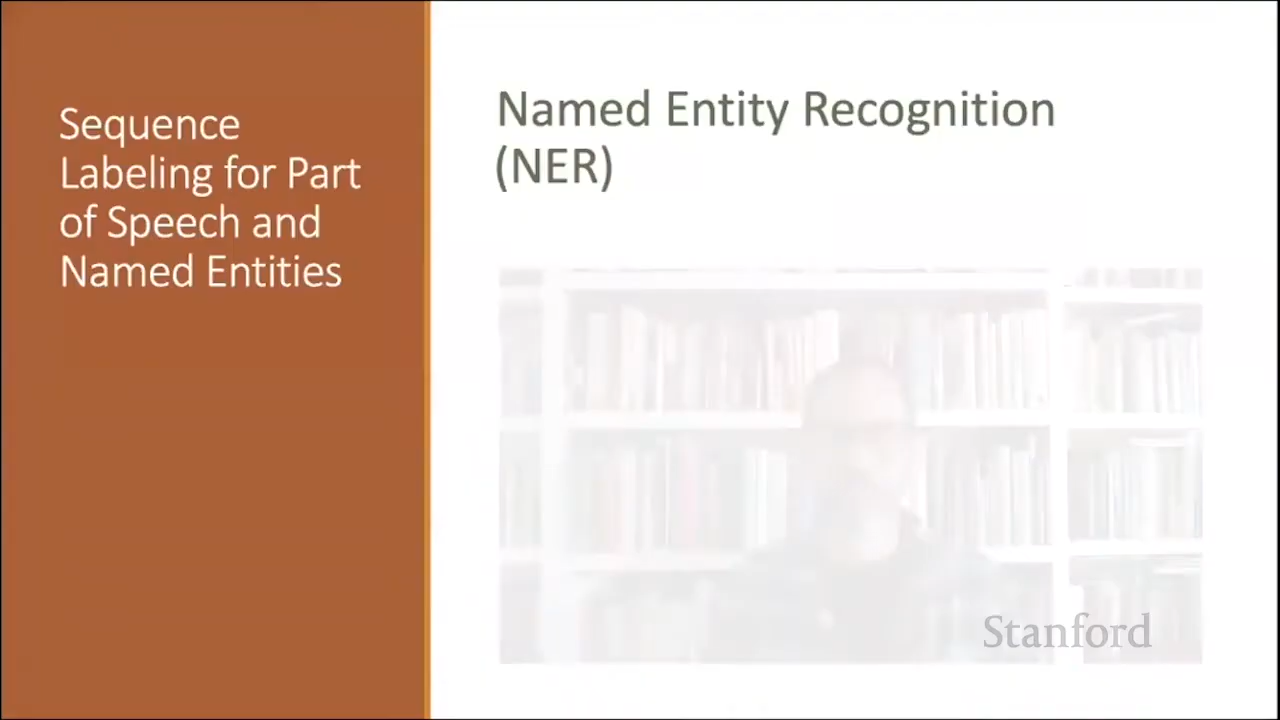 Sequence
Labeling for Part
of Speech and
Named Entities
Named Entity Recognition
(NER)
Stanford